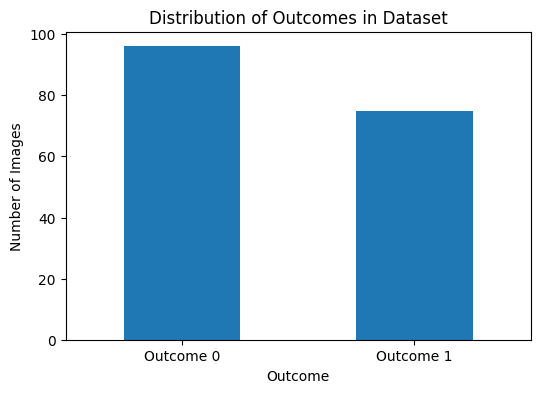 Distribution of Outcomes in Dataset
Number of Images
100
80
60
40
20
0
Outcome 0 Outcome 1
Outcome